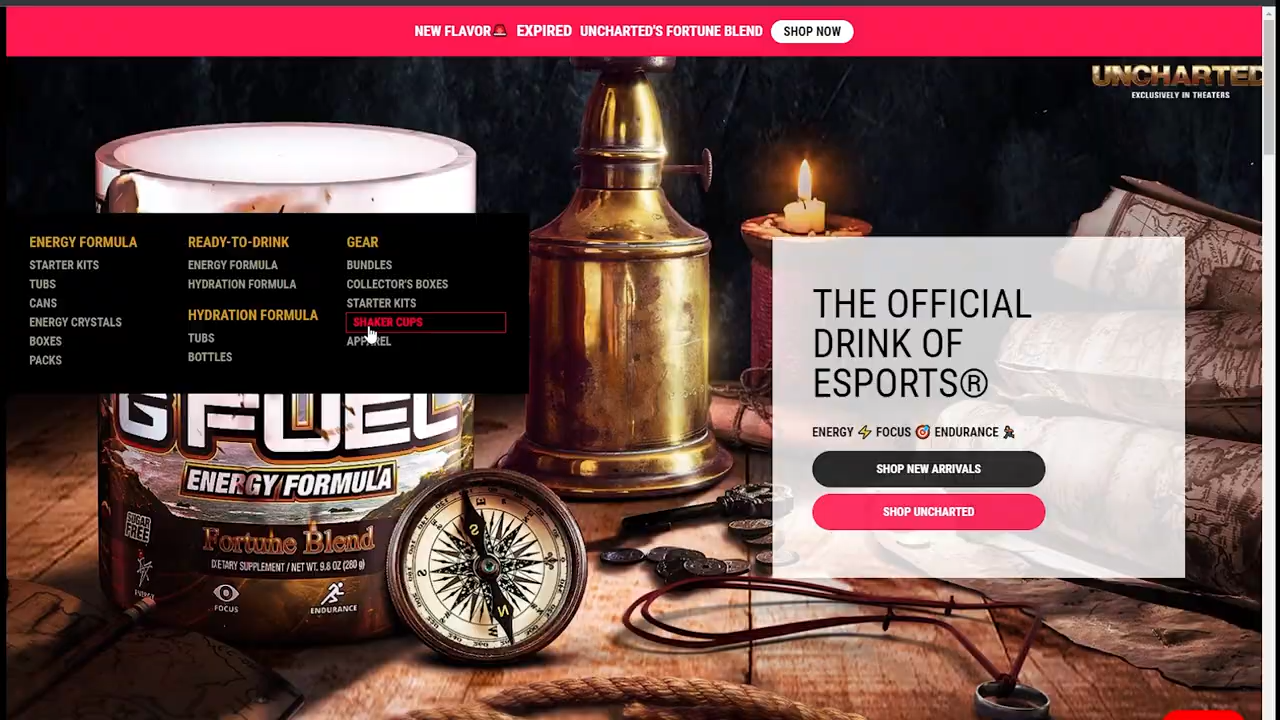 NEW FLAVOR🚨 EXPIRED UNCHARTED'S FORTUNE BLEND SHOP NOW
UNCHARTED
EXCLUSIVELY IN THEATERS
ENERGY FORMULA
STARTER KITS
TUBS
CANS
ENERGY CRYSTALS
BOXES
PACKS
READY-TO-DRINK
ENERGY FORMULA
HYDRATION FORMULA
HYDRATION FORMULA
TUBS
BOTTLES
GEAR
BUNDLES
COLLECTOR'S BOXES
STARTER KITS
SHAKER CUPS
APPAREL
THE OFFICIAL
DRINK OF
ESPORTS®
ENERGY ⚡ FOCUS 🎯 ENDURANCE
SHOP NEW ARRIVALS
SHOP UNCHARTED
G FUEL
ENERGY FORMULA
SUGAR
FREE
Fortune Blend
DIETARY SUPPLEMENT / NET WT. 9.8 OZ (280 g)
ENERGY
FOCUS
ENDURANCE
E
S
W